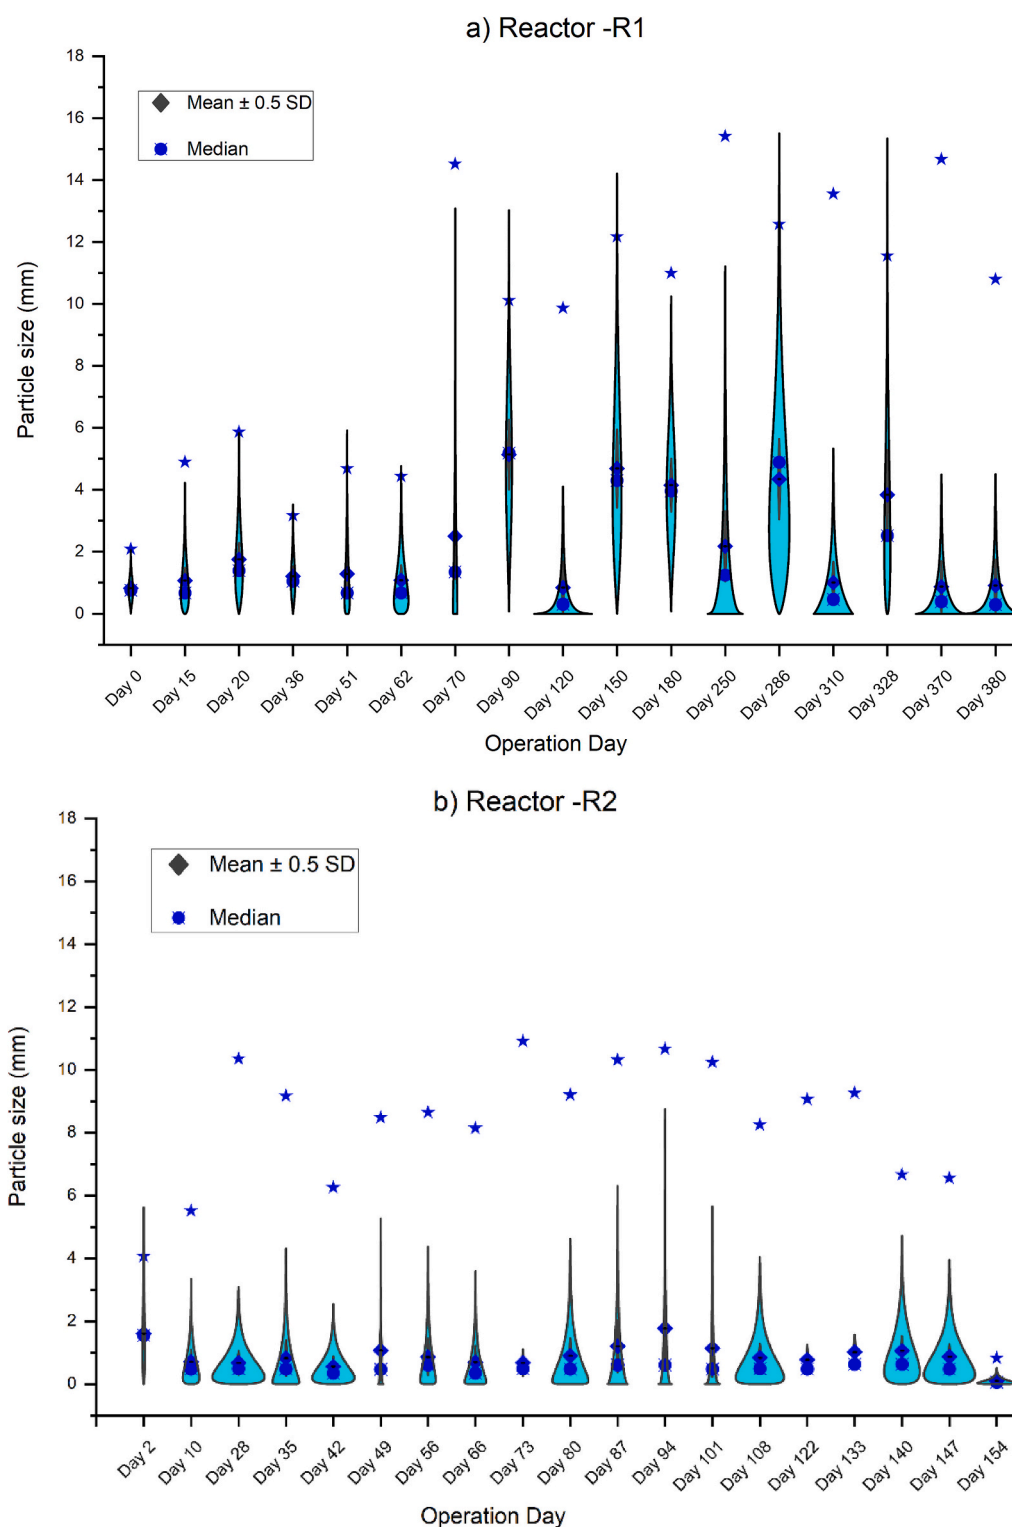 a) Reactor -R1
18
16
14
12
10
8
6
4
2
0
Particle size (mm)
Mean ± 0.5 SD
Median
Day 0
Day 15
Day 20
Day 36
Day 51
Day 62
Day 70
Day 90
Day 120
Day 150
Day 180
Day 250
Day 286
Day 310
Day 328
Day 370
Day 380
Operation Day
b) Reactor -R2
18
16
14
12
10
8
6
4
2
0
Particle size (mm)
Mean ± 0.5 SD
Median
Day 2
Day 10
Day 28
Day 35
Day 42
Day 49
Day 56
Day 66
Day 73
Day 80
Day 87
Day 94
Day 101
Day 108
Day 122
Day 133
Day 140
Day 147
Day 154
Operation Day